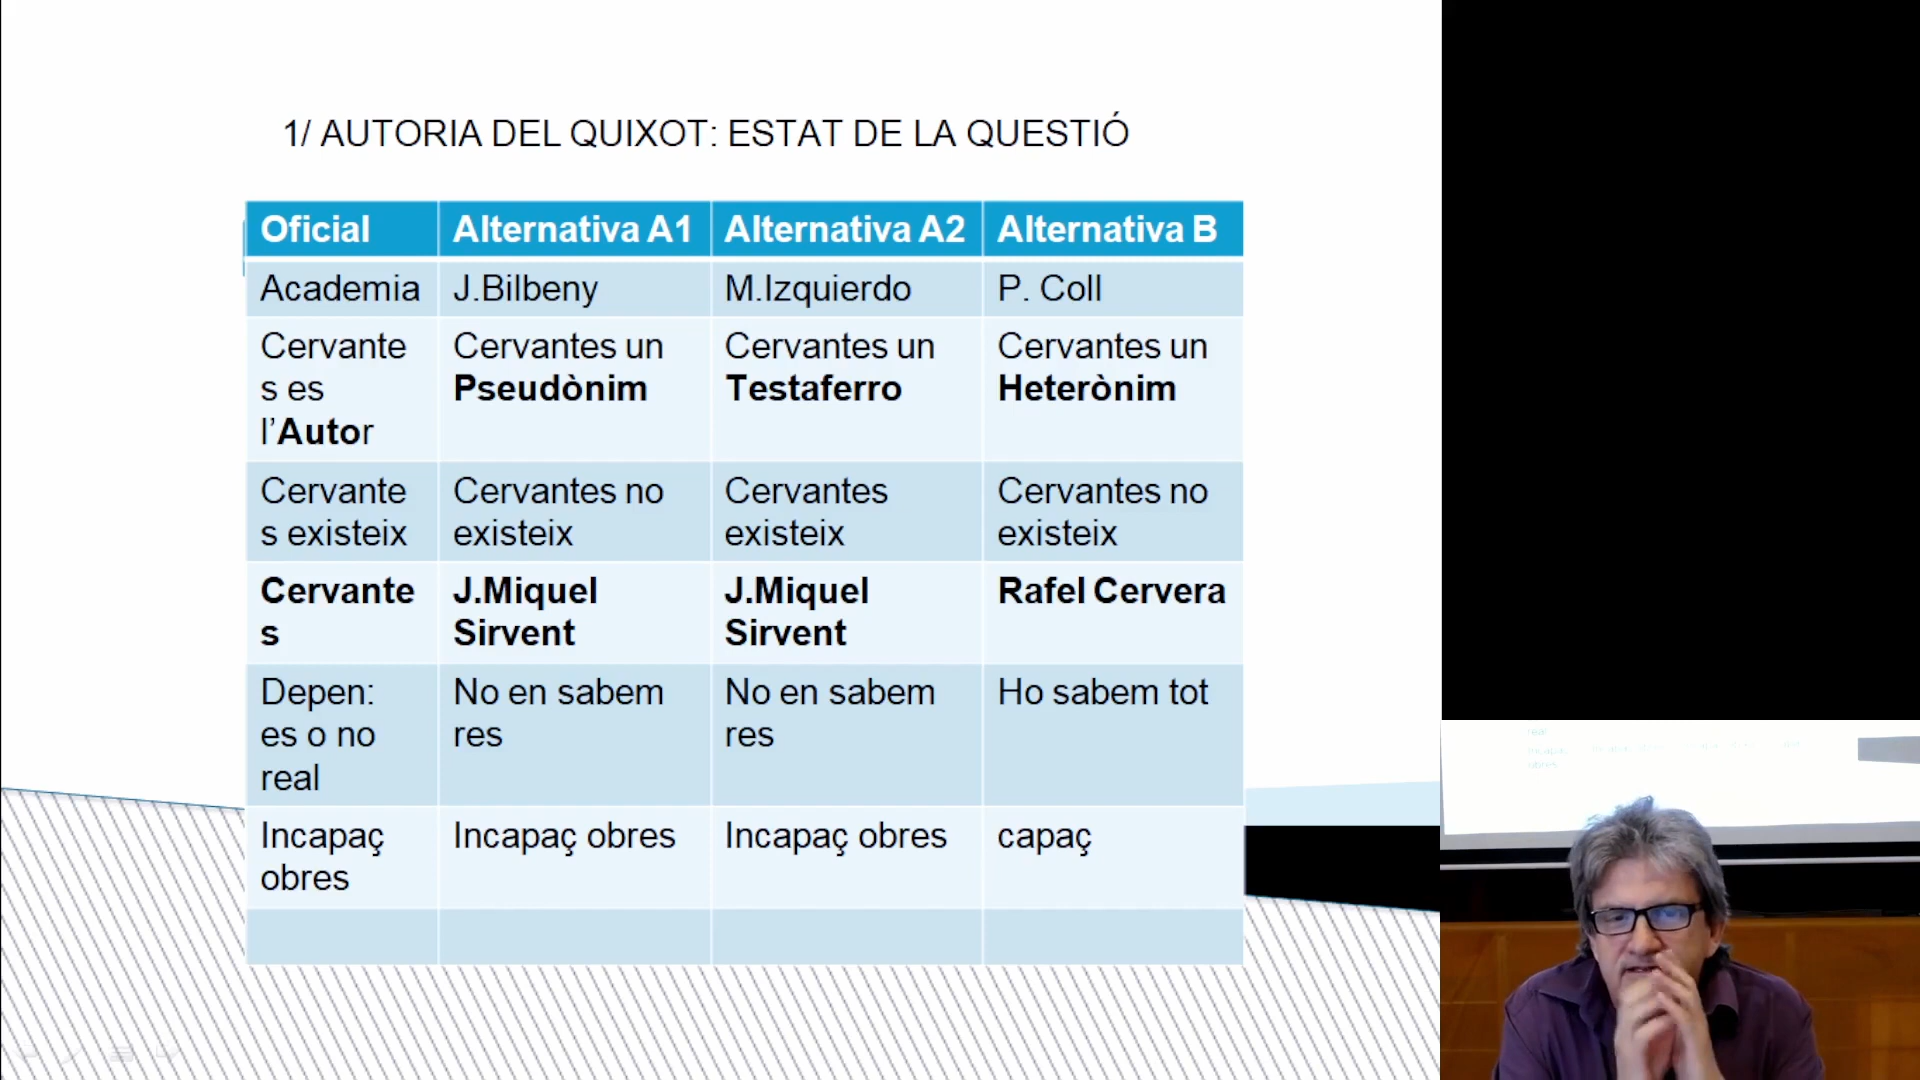 1/ AUTORIA DEL QUIXOT: ESTAT DE LA QUESTIÓ
Oficial Alternativa A1 Alternativa A2 Alternativa B
Academia J.Bilbeny M.Izquierdo P. Coll
Cervante
s es
l’Autor
Cervantes un
Pseudònim
Cervantes un
Testaferro
Cervantes un
Heterònim
Cervante
s existeix
Cervantes no
existeix
Cervantes
existeix
Cervantes no
existeix
Cervante
s
J.Miquel
Sirvent
J.Miquel
Sirvent
Rafel Cervera
Depen:
es o no
real
No en sabem
res
No en sabem
res
Ho sabem tot
Incapaç
obres
Incapaç obres
Incapaç obres
capaç